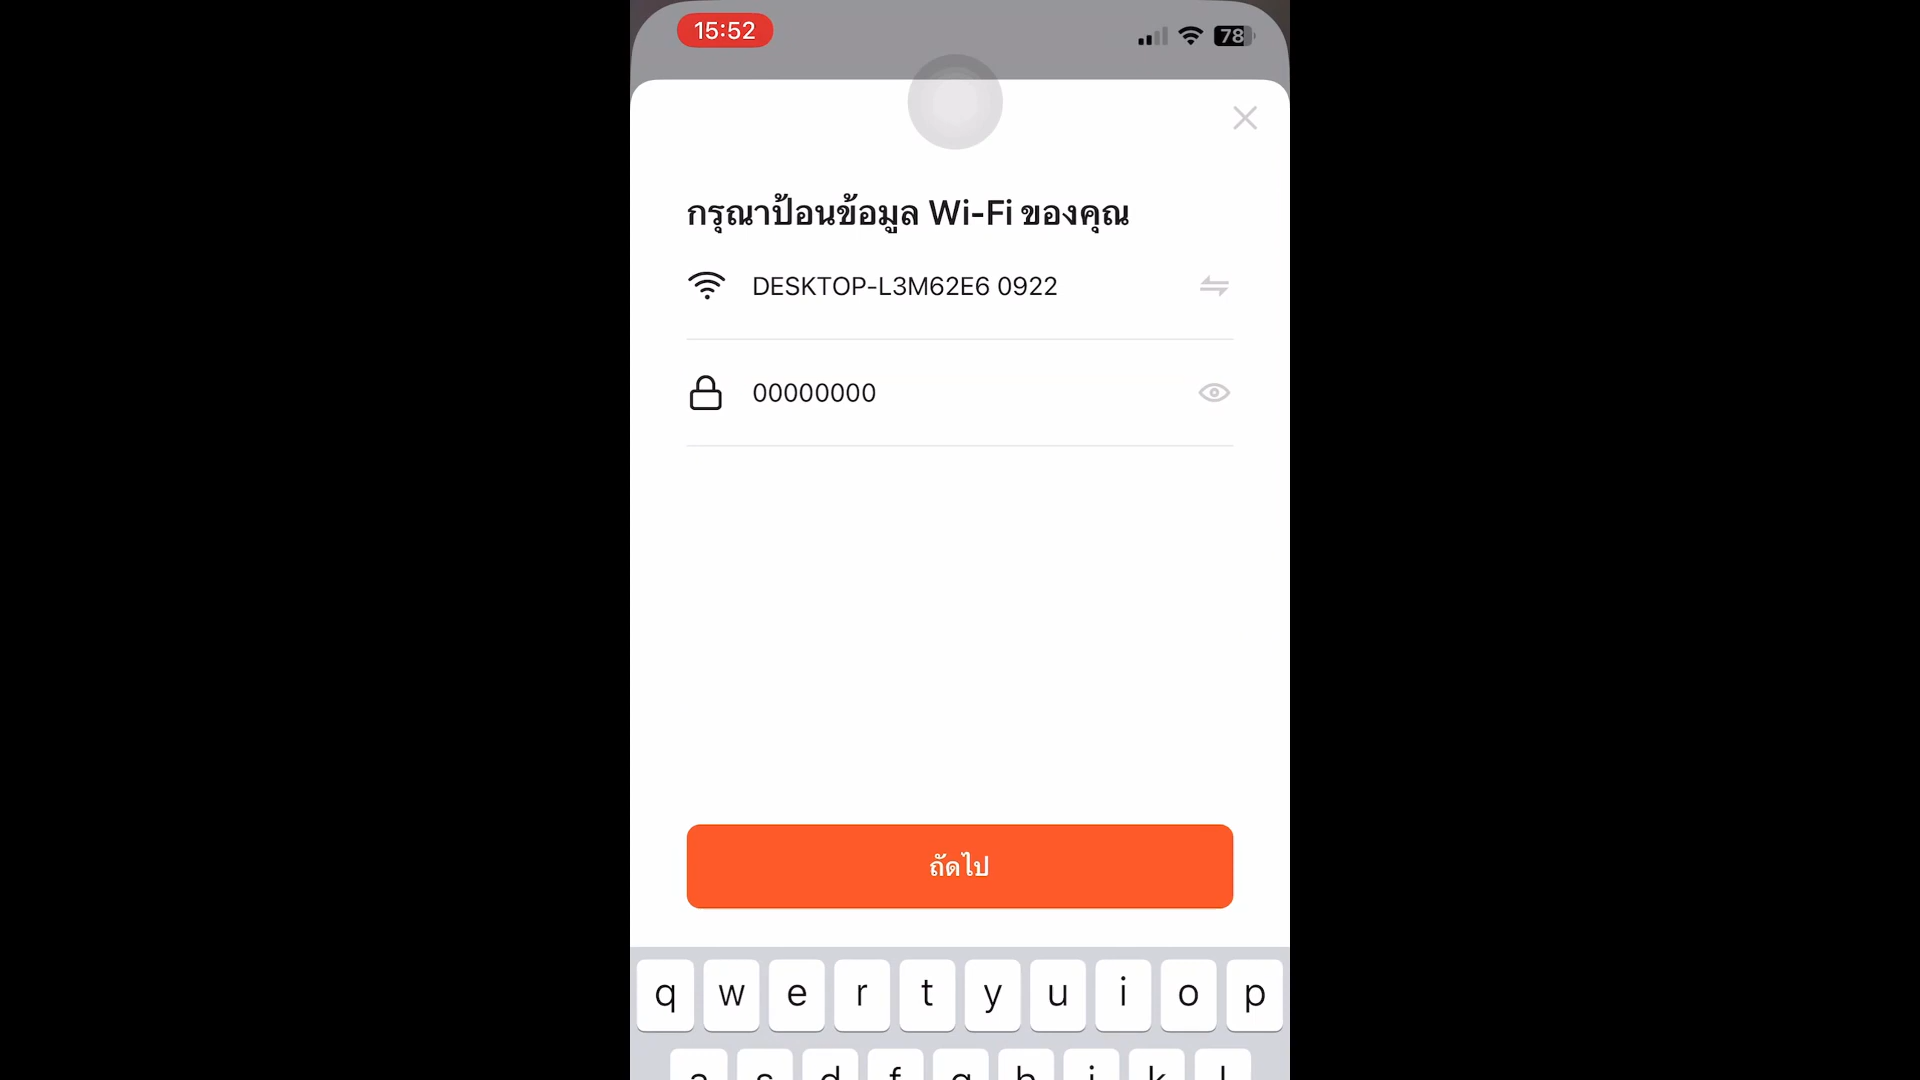 15:52
78
กรุณาป้อนข้อมูล Wi-Fi ของคุณ
DESKTOP-L3M62E6 0922
00000000
ถัดไป
q w e r t y u i o p
a s d f g h j k l